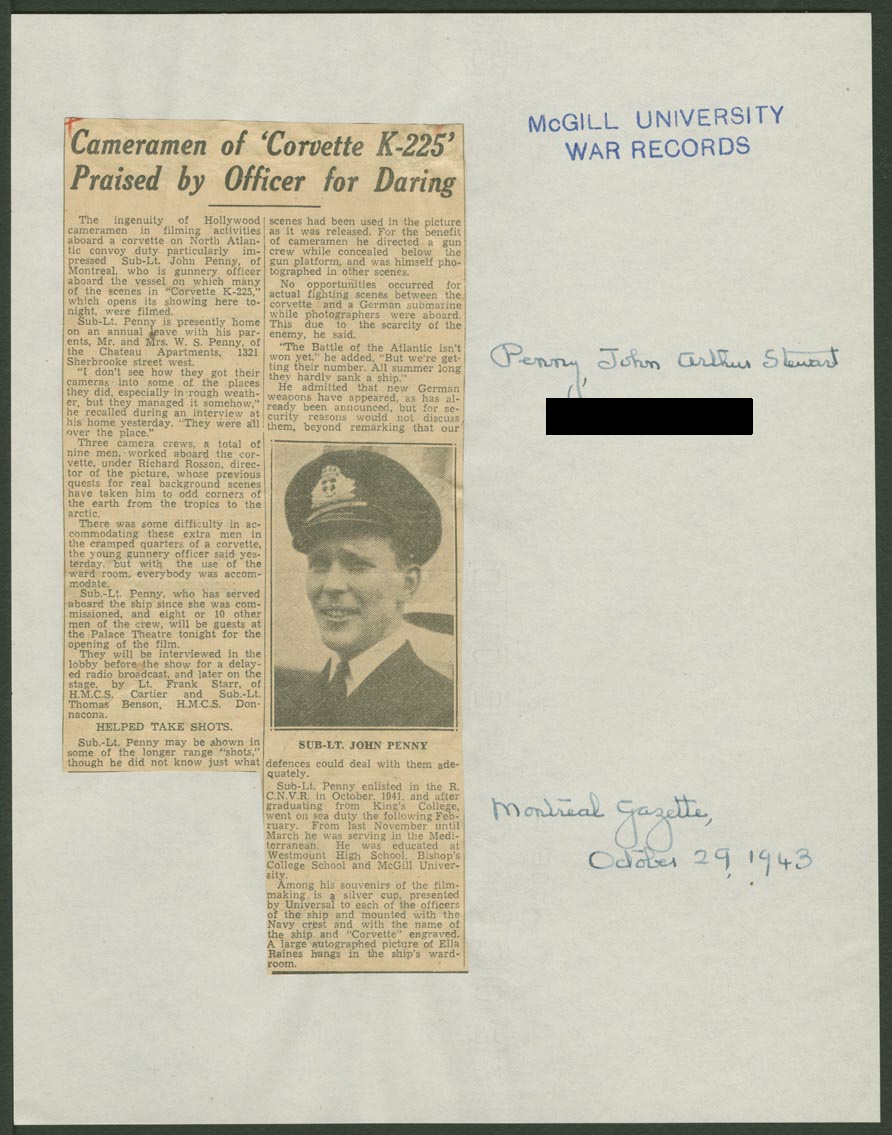 Cameramen of 'Corvette K-225'
Praised by Officer for Daring
The ingenuity of Hollywood
cameramen in filming activities
aboard a corvette on North Atlan-
tic convoy duty particularly im-
pressed Sub-Lt. John Penny, of
Montreal, who is gunnery officer
aboard the vessel on which many
of the scenes in "Corvette K-225,"
which opens its showing here to-
night, were filmed.
Sub-Lt. Penny is presently home
on an annual leave with his par-
ents, Mr. and Mrs. W. S. Penny, of
the Chateau Apartments, 1321
Sherbrooke street west.
"I don't see how they got their
cameras into some of the places
they did, especially in rough weath-
er, but they managed it somehow,"
he recalled during an interview at
his home yesterday. "They were all
over the place."
Three camera crews, a total of
nine men, worked aboard the cor-
vette, under Richard Rosson, direc-
tor of the picture, whose previous
quests for real background scenes
have taken him to odd corners of
the earth from the tropics to the
arctic.
There was some difficulty in ac-
commodating these extra men in
the cramped quarters of a corvette,
the young gunnery officer said yes-
terday, but with the use of the
ward room, everybody was accom-
modate.
Sub.-Lt. Penny, who has served
aboard the ship since she was com-
missioned, and eight or 10 other
men of the crew, will be guests at
the Palace Theatre tonight for the
opening of the film.
They will be interviewed in the
lobby before the show for a delay-
ed radio broadcast, and later on the
stage, by Lt. Frank Starr, of
H.M.C.S. Cartier and Sub.-Lt.
Thomas Benson, H.M.C.S. Don-
nacona.
HELPED TAKE SHOTS.
Sub.-Lt. Penny may be shown in
some of the longer range "shots,"
though he did not know just what
scenes had been used in the picture
as it was released. For the benefit
of cameramen he directed a gun
crew while concealed below the
gun platform, and was himself pho-
tographed in other scenes.
No opportunities occurred for
actual fighting scenes between the
corvette and a German submarine
while photographers were aboard.
This due to the scarcity of the
enemy, he said.
"The Battle of the Atlantic isn't
won yet," he added, "But we're get-
ting their number. All summer long
they hardly sank a ship."
He admitted that new German
weapons have appeared, as has al-
ready been announced, but for se-
curity reasons would not discuss
them, beyond remarking that our
SUB-LT. JOHN PENNY
defences could deal with them ade-
quately.
Sub-Lt. Penny enlisted in the R.
C.N.V.R. in October, 1941, and after
graduating from King's College,
went on sea duty the following Feb-
ruary. From last November until
March he was serving in the Medi-
terranean. He was educated at
Westmount High School, Bishop's
College School and McGill Univer-
sity.
Among his souvenirs of the film-
making is a silver cup, presented
by Universal to each of the officers
of the ship and mounted with the
Navy crest and with the name of
the ship and "Corvette" engraved.
A large autographed picture of Ella
Raines hangs in the ship's ward-
room.
McGILL UNIVERSITY
WAR RECORDS
Penny, John Arthur Stewart
Montreal Gazette,
October 29, 1943